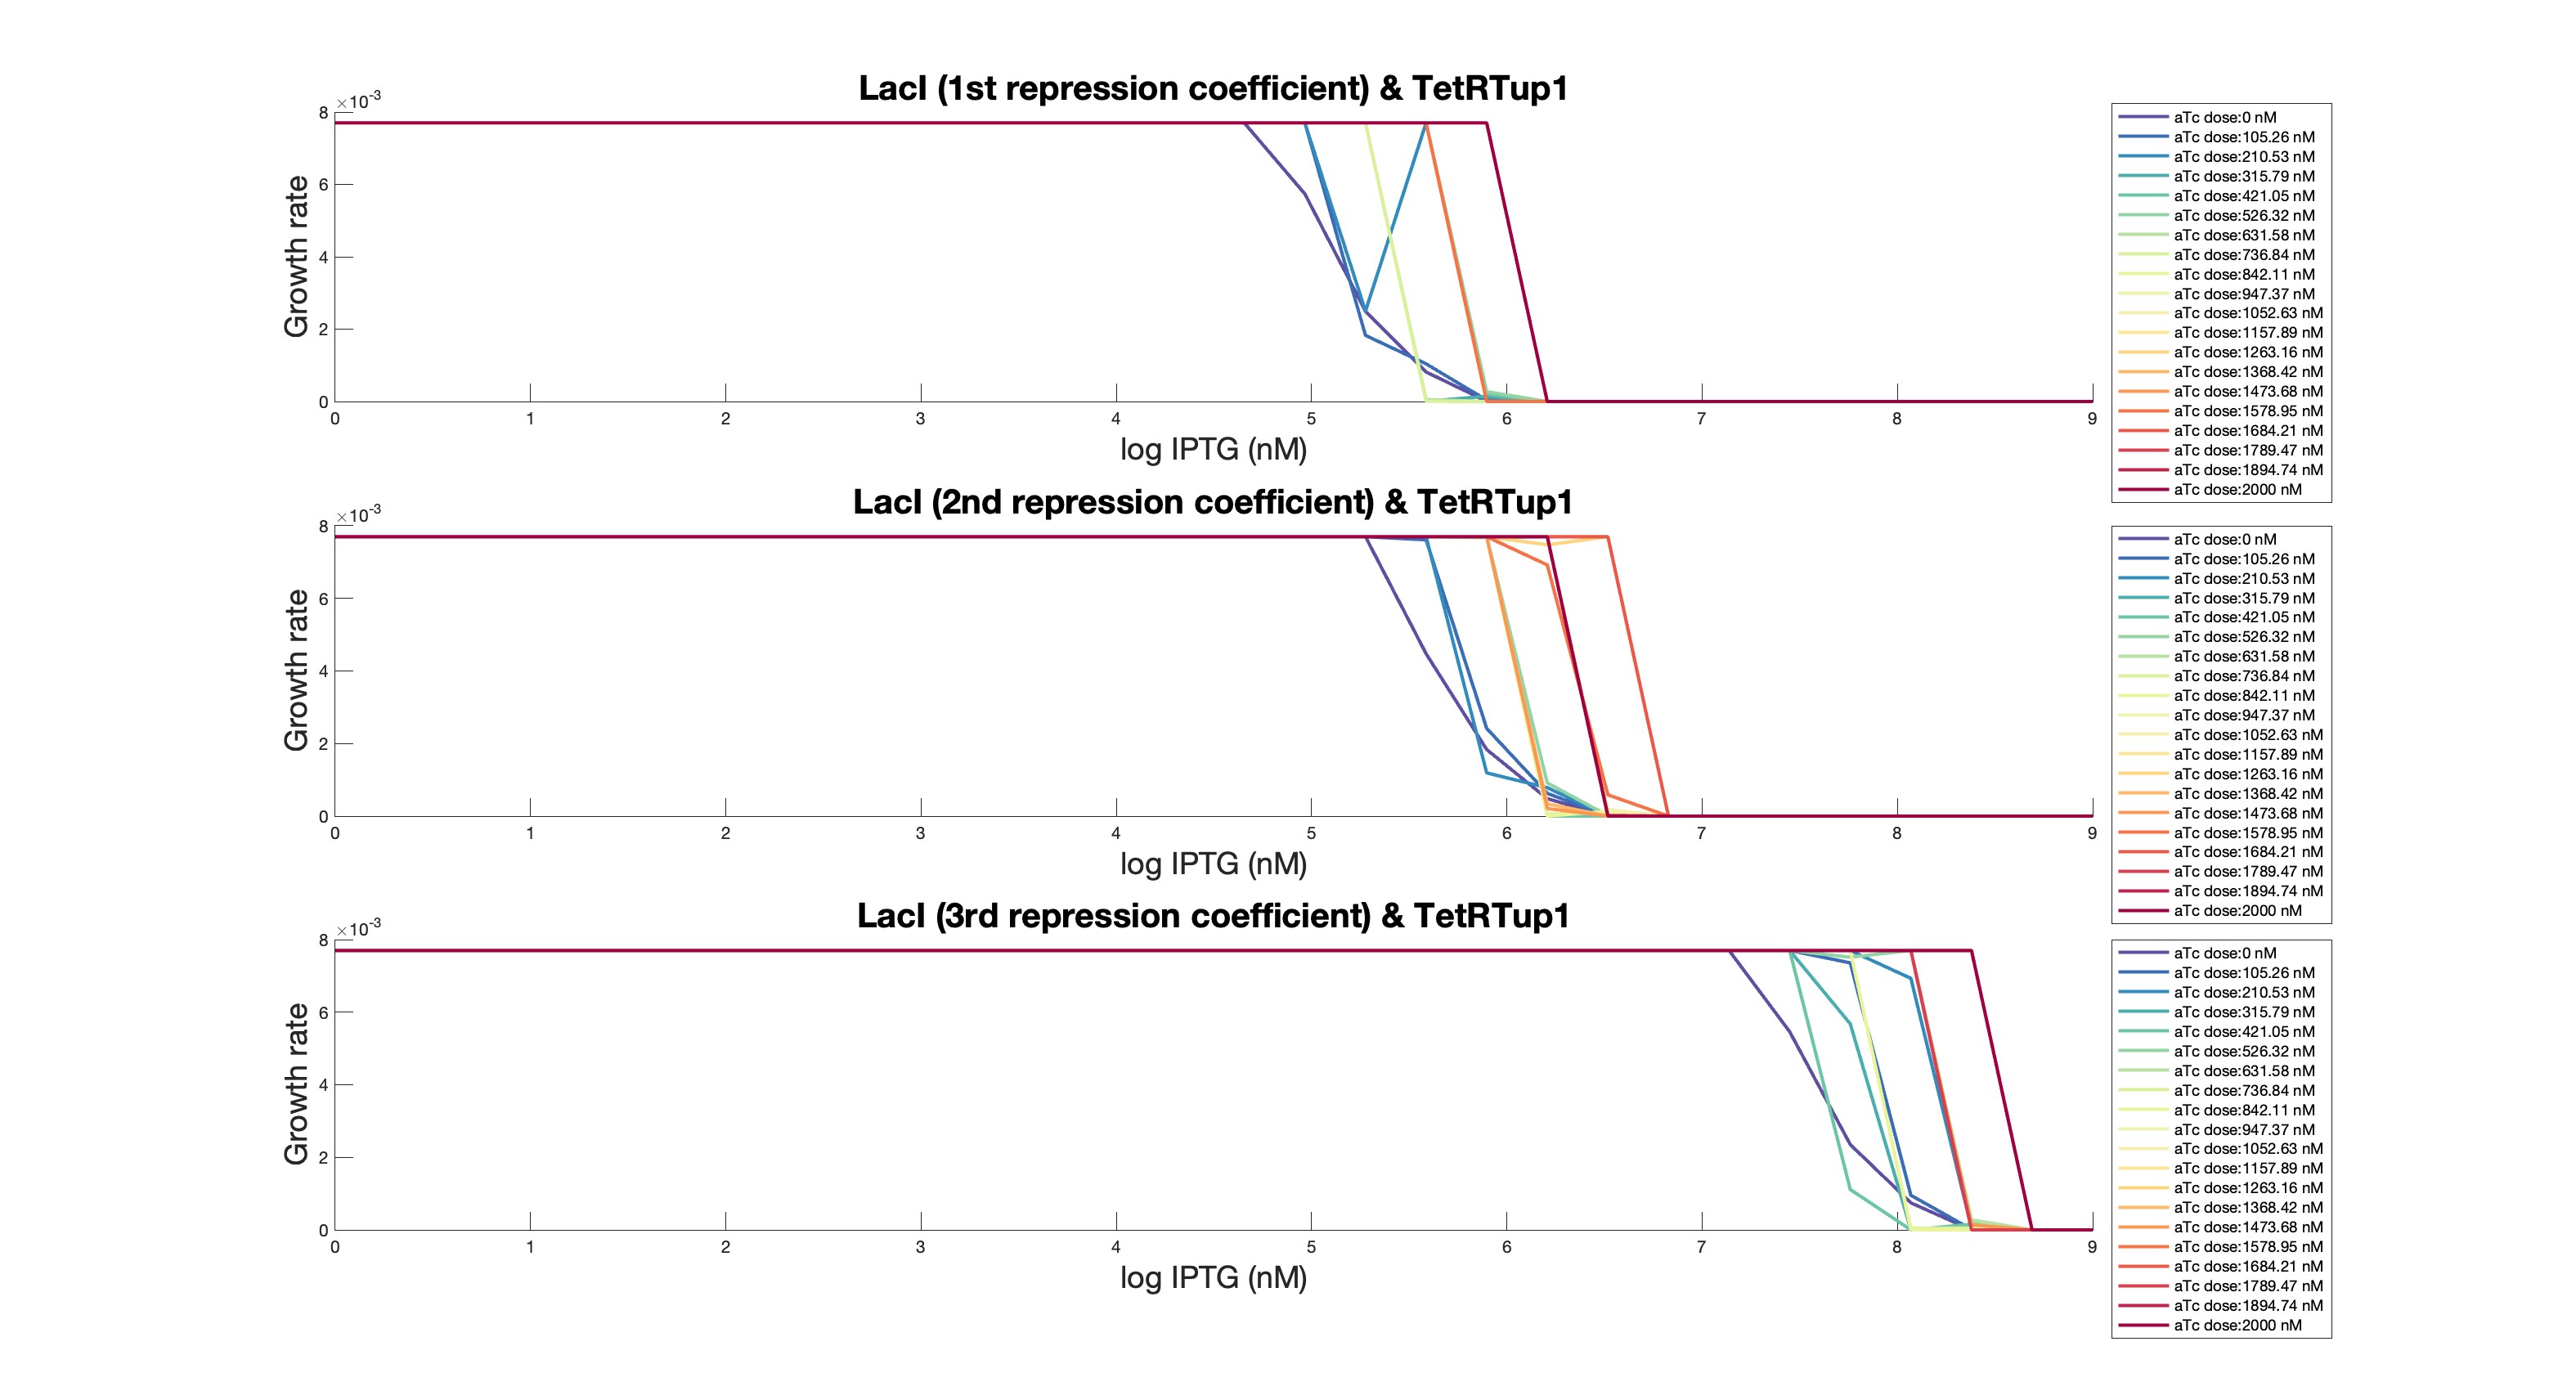 LacI (1st repression coefficient) & TetRTup1
×10-3
8
6
4
2
0
Growth rate
0 1 2 3 4 5 6 7 8 9
log IPTG (nM)
aTc dose:0 nM
aTc dose:105.26 nM
aTc dose:210.53 nM
aTc dose:315.79 nM
aTc dose:421.05 nM
aTc dose:526.32 nM
aTc dose:631.58 nM
aTc dose:736.84 nM
aTc dose:842.11 nM
aTc dose:947.37 nM
aTc dose:1052.63 nM
aTc dose:1157.89 nM
aTc dose:1263.16 nM
aTc dose:1368.42 nM
aTc dose:1473.68 nM
aTc dose:1578.95 nM
aTc dose:1684.21 nM
aTc dose:1789.47 nM
aTc dose:1894.74 nM
aTc dose:2000 nM
LacI (2nd repression coefficient) & TetRTup1
×10-3
8
6
4
2
0
Growth rate
0 1 2 3 4 5 6 7 8 9
log IPTG (nM)
aTc dose:0 nM
aTc dose:105.26 nM
aTc dose:210.53 nM
aTc dose:315.79 nM
aTc dose:421.05 nM
aTc dose:526.32 nM
aTc dose:631.58 nM
aTc dose:736.84 nM
aTc dose:842.11 nM
aTc dose:947.37 nM
aTc dose:1052.63 nM
aTc dose:1157.89 nM
aTc dose:1263.16 nM
aTc dose:1368.42 nM
aTc dose:1473.68 nM
aTc dose:1578.95 nM
aTc dose:1684.21 nM
aTc dose:1789.47 nM
aTc dose:1894.74 nM
aTc dose:2000 nM
LacI (3rd repression coefficient) & TetRTup1
×10-3
8
6
4
2
0
Growth rate
0 1 2 3 4 5 6 7 8 9
log IPTG (nM)
aTc dose:0 nM
aTc dose:105.26 nM
aTc dose:210.53 nM
aTc dose:315.79 nM
aTc dose:421.05 nM
aTc dose:526.32 nM
aTc dose:631.58 nM
aTc dose:736.84 nM
aTc dose:842.11 nM
aTc dose:947.37 nM
aTc dose:1052.63 nM
aTc dose:1157.89 nM
aTc dose:1263.16 nM
aTc dose:1368.42 nM
aTc dose:1473.68 nM
aTc dose:1578.95 nM
aTc dose:1684.21 nM
aTc dose:1789.47 nM
aTc dose:1894.74 nM
aTc dose:2000 nM